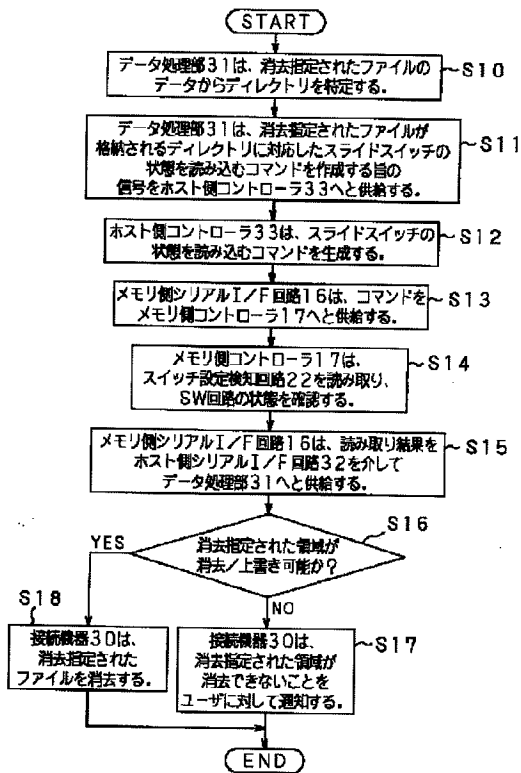 START
データ処理部31は、消去指定されたファイルの
データからディレクトリを特定する。
S10
データ処理部31は、消去指定されたファイルが
格納されるディレクトリに対応したスライドスイッチの
状態を読み込むコマンドを作成する旨の
信号をホスト側コントローラ33へと供給する。
S11
ホスト側コントローラ33は、スライドスイッチの
状態を読み込むコマンドを生成する。
S12
メモリ側シリアルI/F回路16は、コマンドを
メモリ側コントローラ17へと供給する。
S13
メモリ側コントローラ17は、
スイッチ設定検知回路22を読み取り、
SW回路の状態を確認する。
S14
メモリ側シリアルI/F回路16は、読み取り結果を
ホスト側シリアルI/F回路32を介して
データ処理部31へと供給する。
S15
消去指定された領域が
消去/上書き可能か?
S16
YES
NO
S18
接続機器30は、
消去指定された
ファイルを消去する。
接続機器30は、
消去指定された領域が
消去できないことを
ユーザに対して通知する。
S17
END